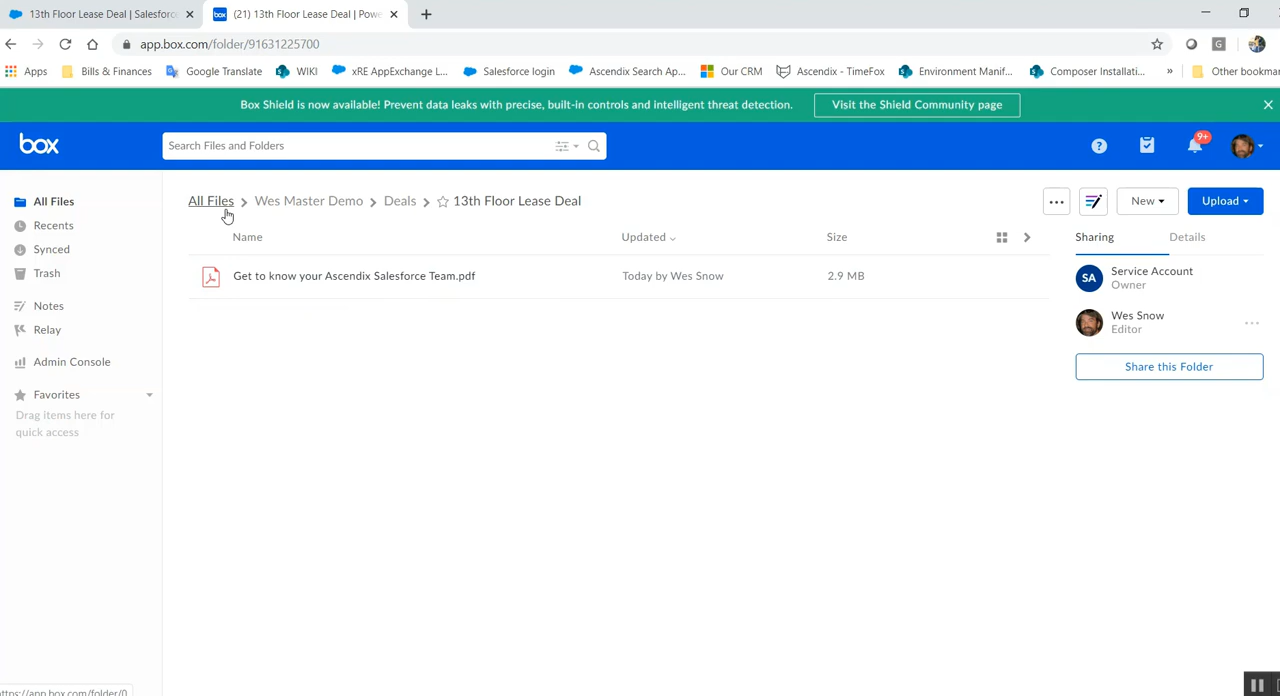 13th Floor Lease Deal | Salesforce
box (21) 13th Floor Lease Deal | Pow
app.box.com/folder/91631225700
G
Apps Bills & Finances Google Translate WIKI xRE AppExchange L... Salesforce login Ascendix Search Ap... Our CRM Ascendix - TimeFox Environment Manif... Composer Installati... » Other bookmar
Box Shield is now available! Prevent data leaks with precise, built-in controls and intelligent threat detection. Visit the Shield Community page
box Search Files and Folders ? 9+
All Files
Recents
Synced
Trash
Notes
Relay
Admin Console
Favorites
Drag items here for
quick access
All Files > Wes Master Demo > Deals > 13th Floor Lease Deal
... New Upload
Name Updated Size
Get to know your Ascendix Salesforce Team.pdf Today by Wes Snow 2.9 MB
Sharing Details
SA Service Account
Owner
Wes Snow
Editor
...
Share this Folder
https://app.box.com/folder/0